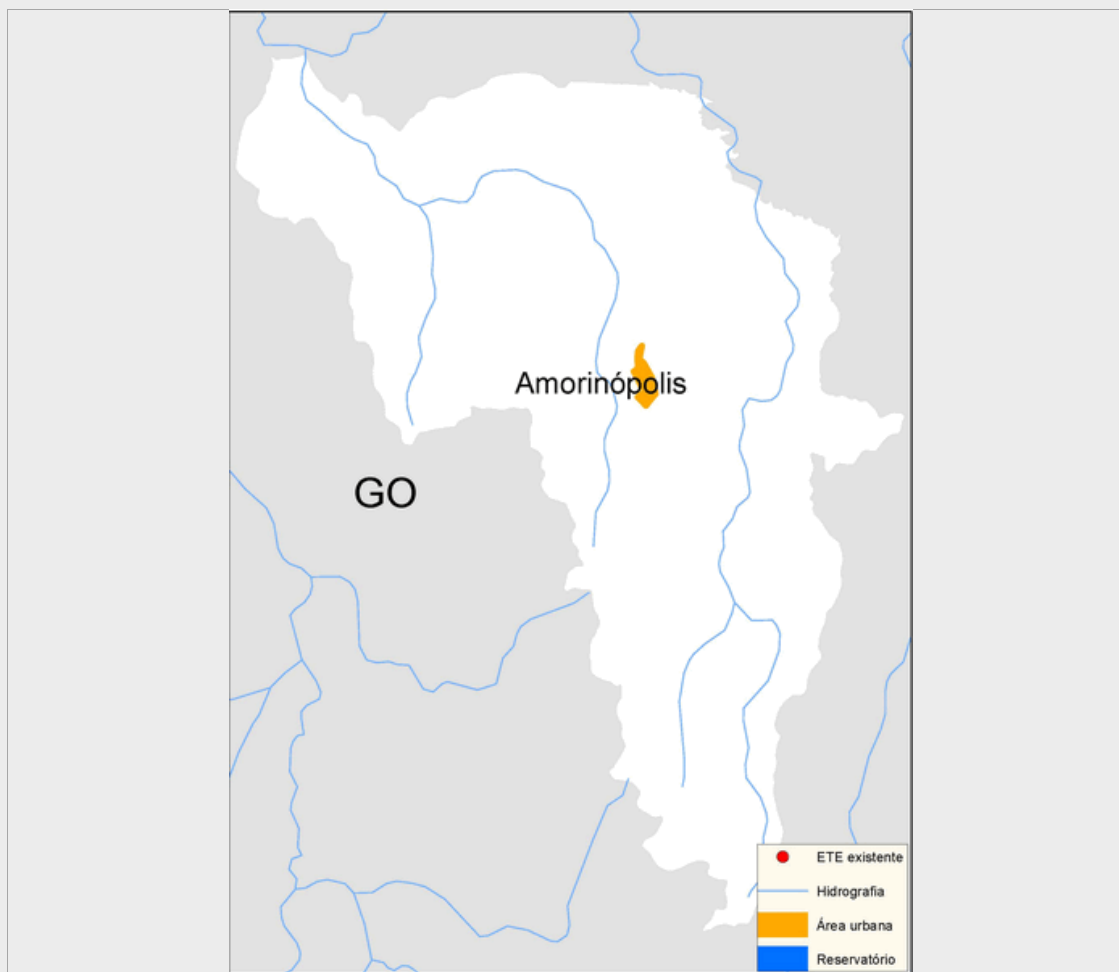 Amorinópolis
GO
ETE existente
Hidrografia
Área urbana
Reservatório